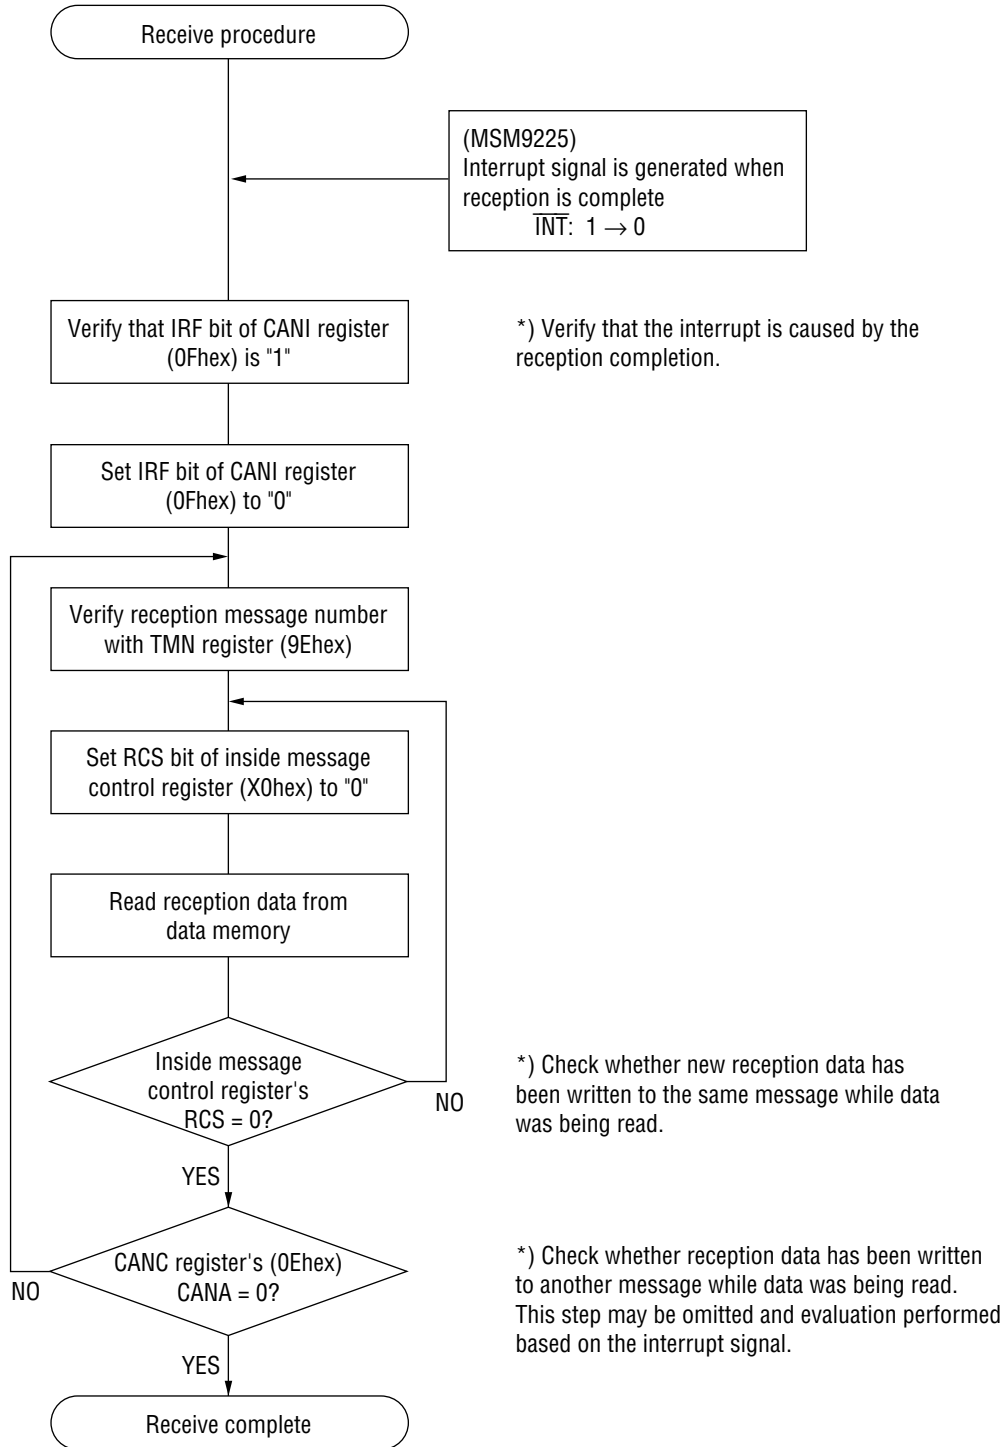 Receive procedure
(MSM9225)
Interrupt signal is generated when
reception is complete
INT: 1 → 0
Verify that IRF bit of CANI register
(0Fhex) is "1"
*) Verify that the interrupt is caused by the
reception completion.
Set IRF bit of CANI register
(0Fhex) to "0"
Verify reception message number
with TMN register (9Ehex)
Set RCS bit of inside message
control register (X0hex) to "0"
Read reception data from
data memory
Inside message
control register's
RCS = 0?
NO
*) Check whether new reception data has
been written to the same message while data
was being read.
YES
CANC register's (0Ehex)
CANA = 0?
NO
*) Check whether reception data has been written
to another message while data was being read.
This step may be omitted and evaluation performed
based on the interrupt signal.
YES
Receive complete